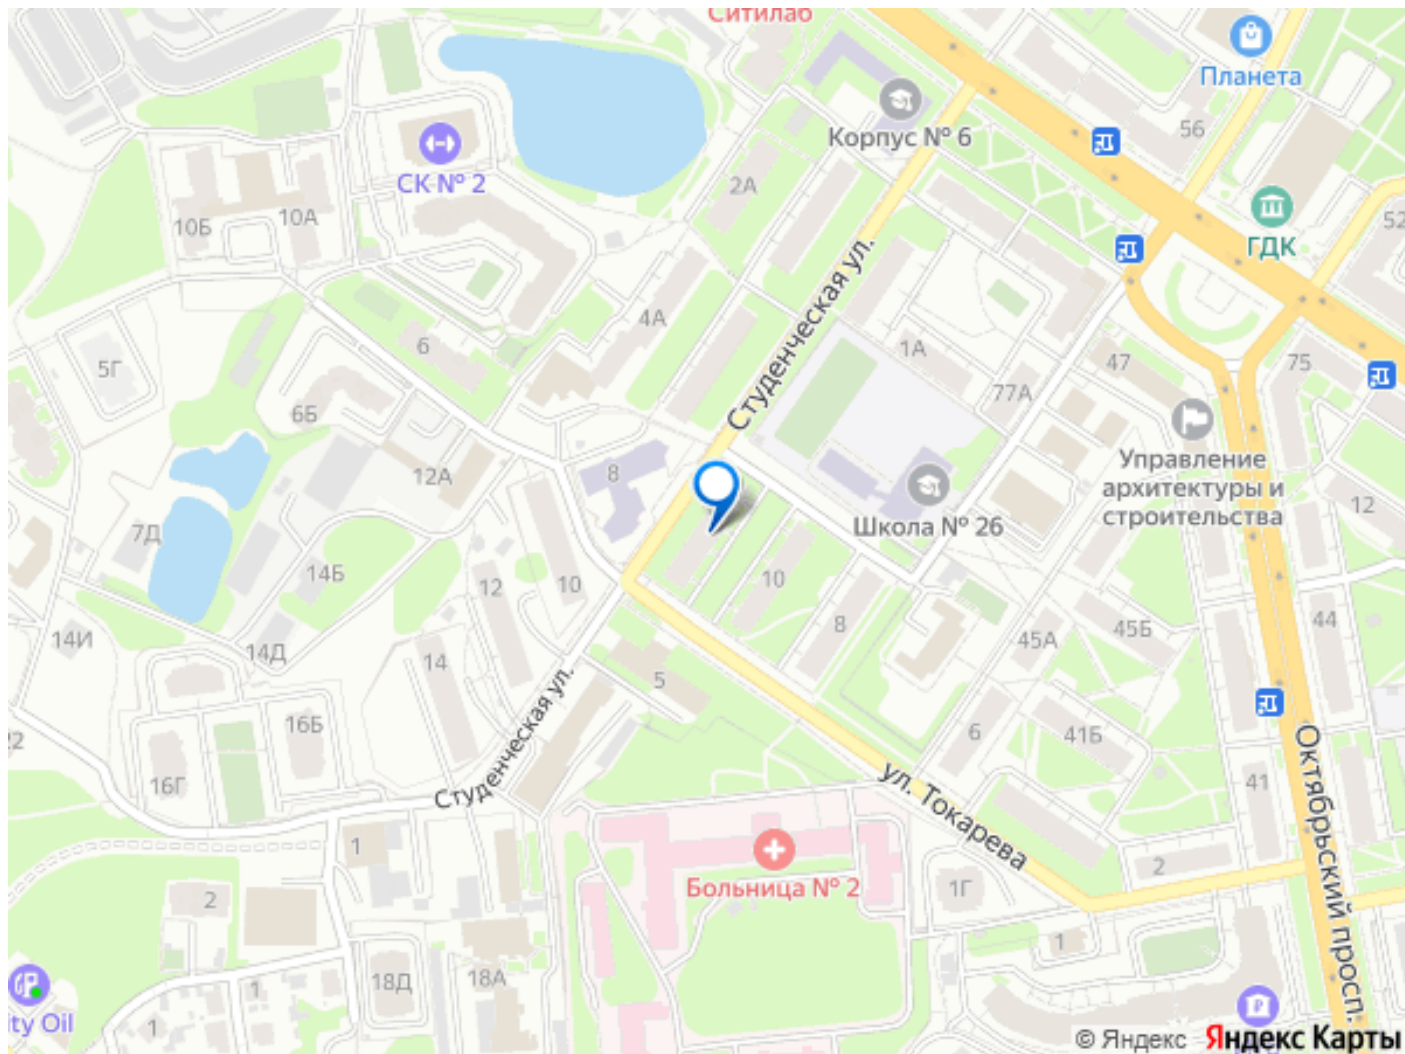 Ситилаб
Планета
Корпус № 6
56
СК № 2
2А
10А
10Б
ГДК
52
Студенческая ул.
4А
6
1А
5Г
47
75
77А
6Б
Управление
архитектуры и
строительства
8
12А
Школа № 26
12
7Д
14Б
12
10
10
8
44
45Б
45А
14И
14Д
14
5
16Б
6
41Б
22
16Г
Студенческая ул.
ул. Токарева
41
Октябрьский просп.
1
2
Больница № 2
1Г
2
1
18Д
18А
1
1
ity Oil
© Яндекс Яндекс Карты